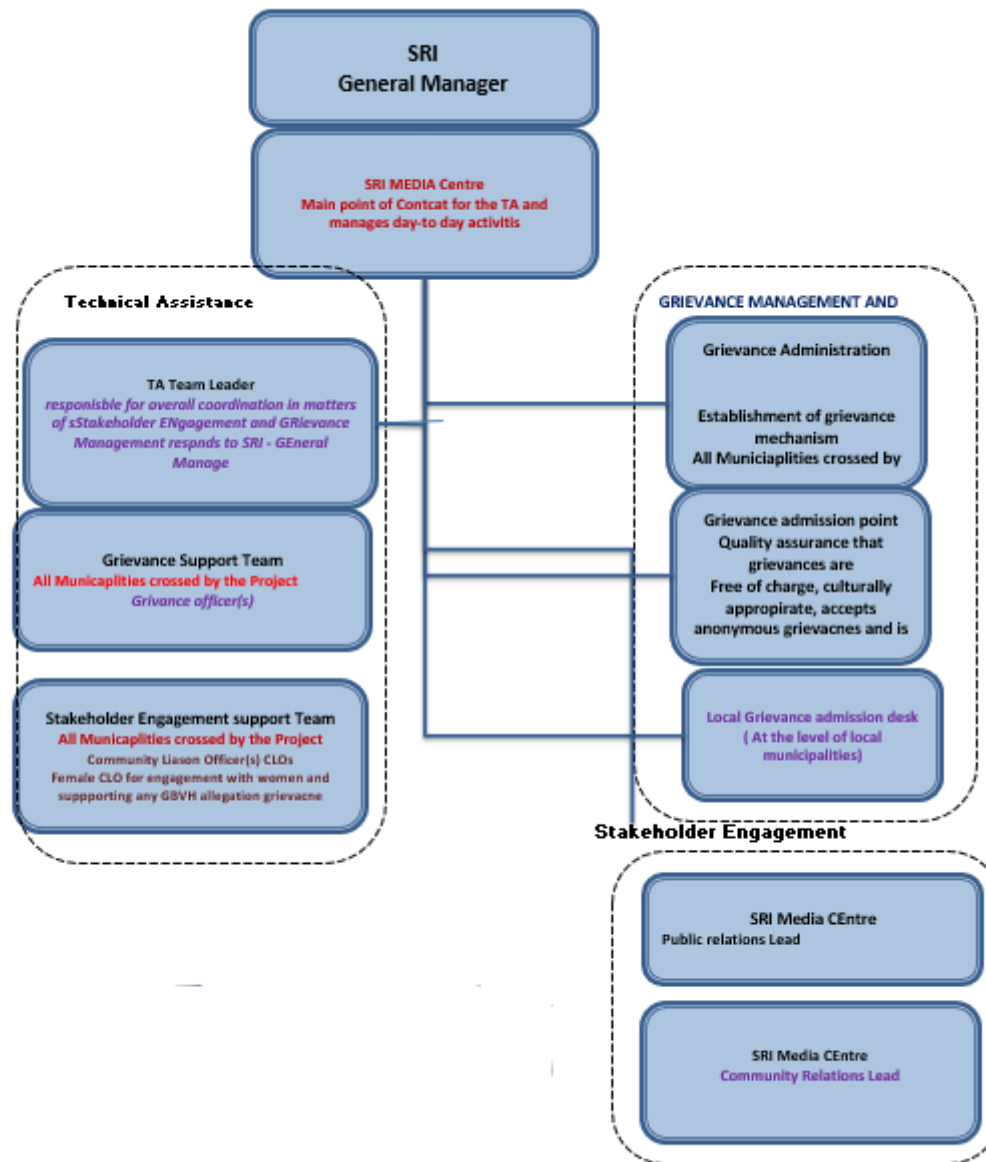 SRI
General Manager
SRI MEDIA Centre
Main point of Contcat for the TA and
manages day-to day activitis
Technical Assistance
TA Team Leader
responisble for overall coordination in matters
of sStakeholder ENgagement and GRievance
Management respnds to SRI - GEneral
Manage
Grievance Support Team
All Municaplities crossed by the Project
Grivance officer(s)
Stakeholder Engagement support Team
All Municaplities crossed by the Project
Community Liason Officer(s) CLOs
Female CLO for engagement with women and
suppporting any GBVH allegation grievacne
GRIEVANCE MANAGEMENT AND
Grievance Administration
Establishment of grievance
mechanism
All Municiaplities crossed by
Grievance admission point
Quality assurance that
grievances are
Free of charge, culturally
appropirate, accepts
anonymous grievacnes and is
Local Grievance admission desk
( At the level of local
municipalities)
Stakeholder Engagement
SRI Media CEntre
Public relations Lead
SRI Media CEntre
Community Relations Lead